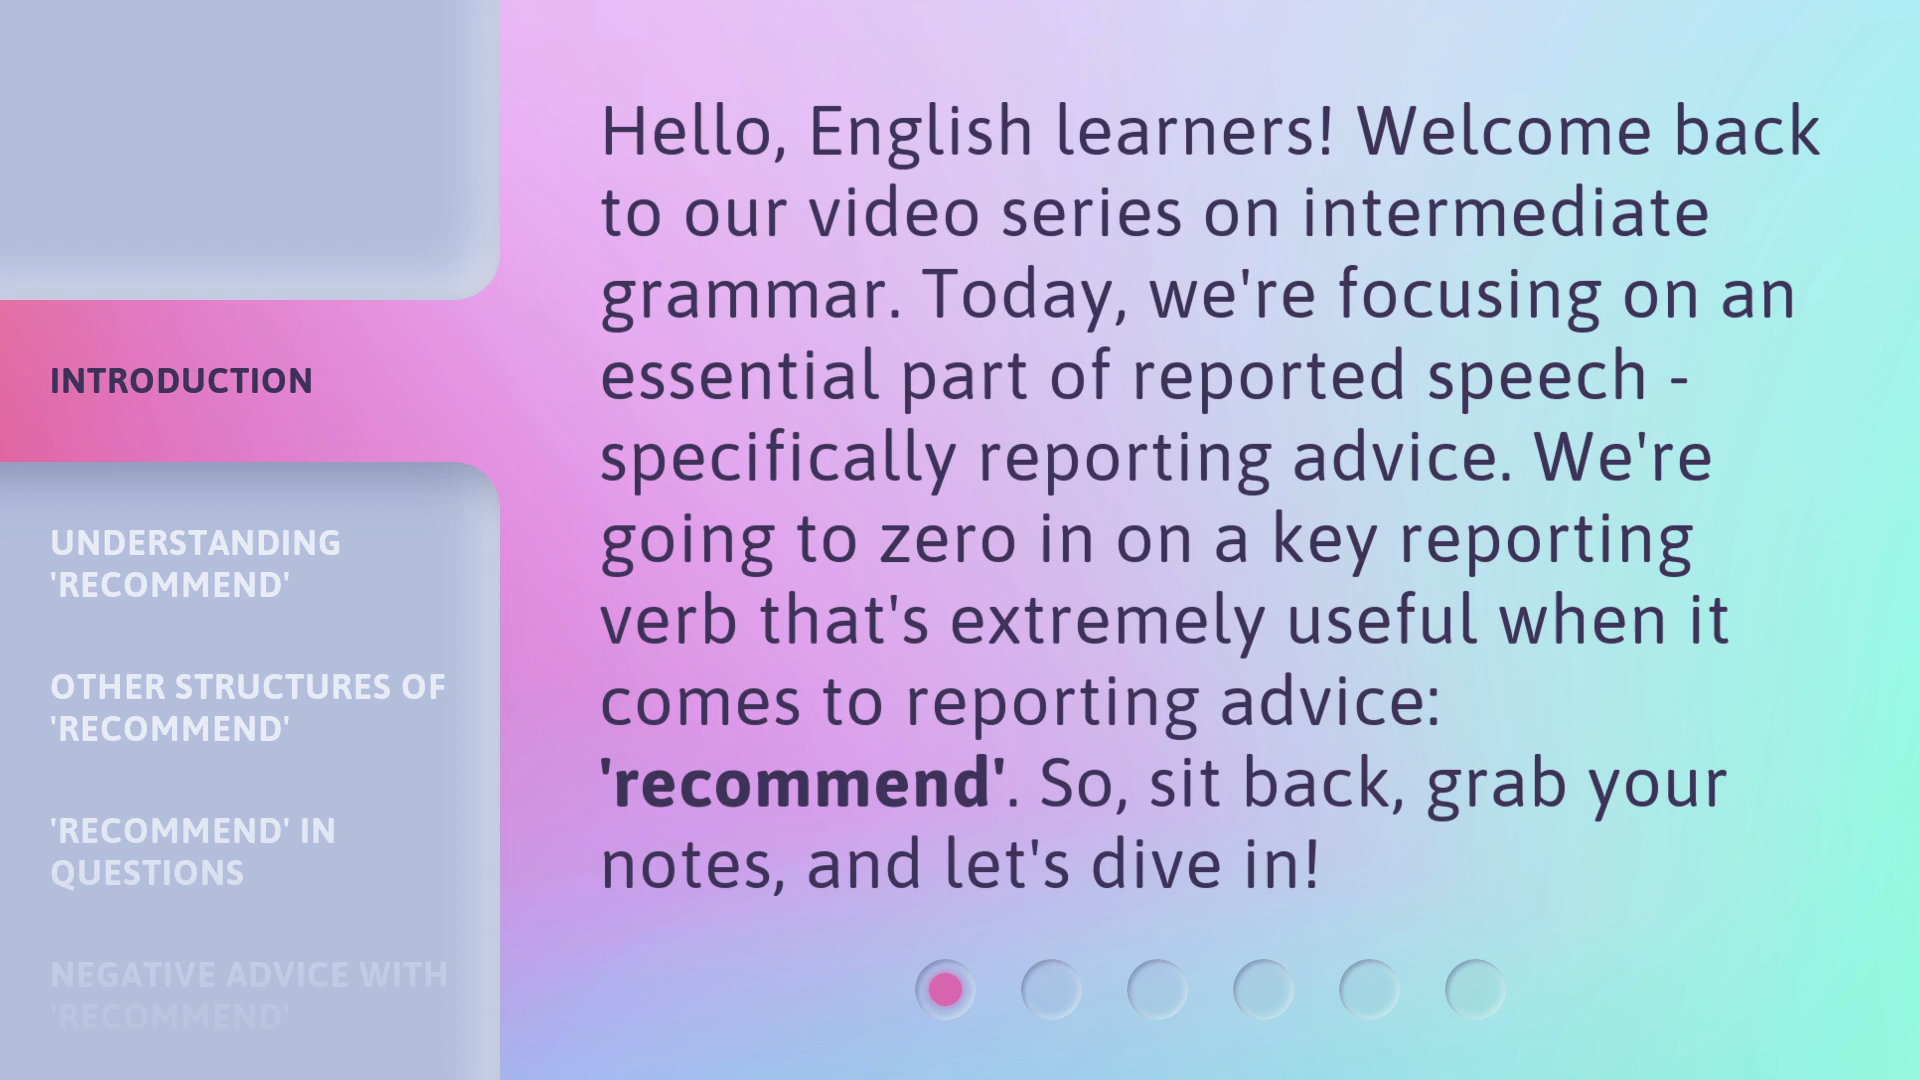 INTRODUCTION
UNDERSTANDING
'RECOMMEND'
OTHER STRUCTURES OF
'RECOMMEND'
'RECOMMEND' IN
QUESTIONS
NEGATIVE ADVICE WITH
'RECOMMEND'
Hello, English learners! Welcome back
to our video series on intermediate
grammar. Today, we're focusing on an
essential part of reported speech -
specifically reporting advice. We're
going to zero in on a key reporting
verb that's extremely useful when it
comes to reporting advice:
'recommend'. So, sit back, grab your
notes, and let's dive in!